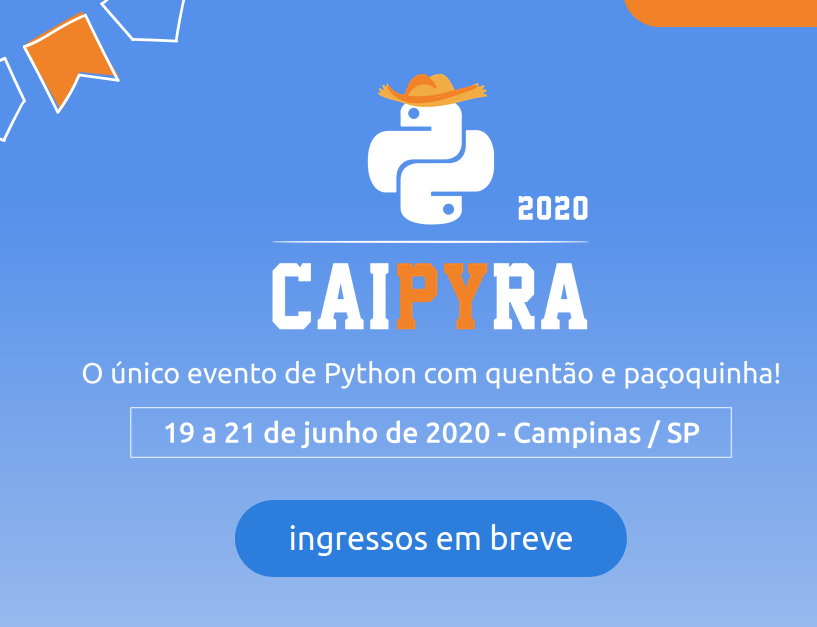 2020
CAIPYRA
O único evento de Python com quentão e paçoquinha!
19 a 21 de junho de 2020 - Campinas / SP
ingressos em breve